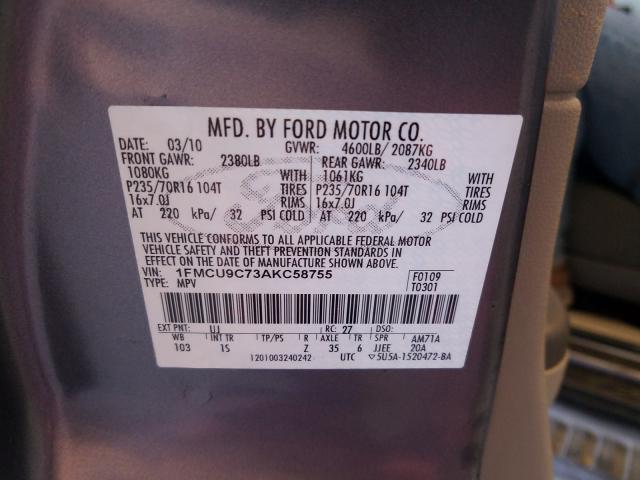 MFD. BY FORD MOTOR CO.
DATE: 03/10 GVWR: 4600LB/ 2087KG
FRONT GAWR: 2380LB REAR GAWR: 2340LB
1080KG WITH 1061KG WITH
P235/70R16 104T TIRES P235/70R16 104T TIRES
16x7.0J RIMS 16x7.0J RIMS
AT 220 kPa/ 32 PSI COLD AT 220 kPa/ 32 PSI COLD
THIS VEHICLE CONFORMS TO ALL APPLICABLE FEDERAL MOTOR
VEHICLE SAFETY AND THEFT PREVENTION STANDARDS IN
EFFECT ON THE DATE OF MANUFACTURE SHOWN ABOVE.
VIN: 1FMCU9C73AKC58755 F0109
TYPE: MPV T0301
EXT PNT: UJ RC: 27 DSO:
WB INT TR TP/PS R AXLE TR SPR AM71A
103 1S Z 35 6 JJEE 20A
1201003240242 UTC 5U5A-1520472-BA
Ford